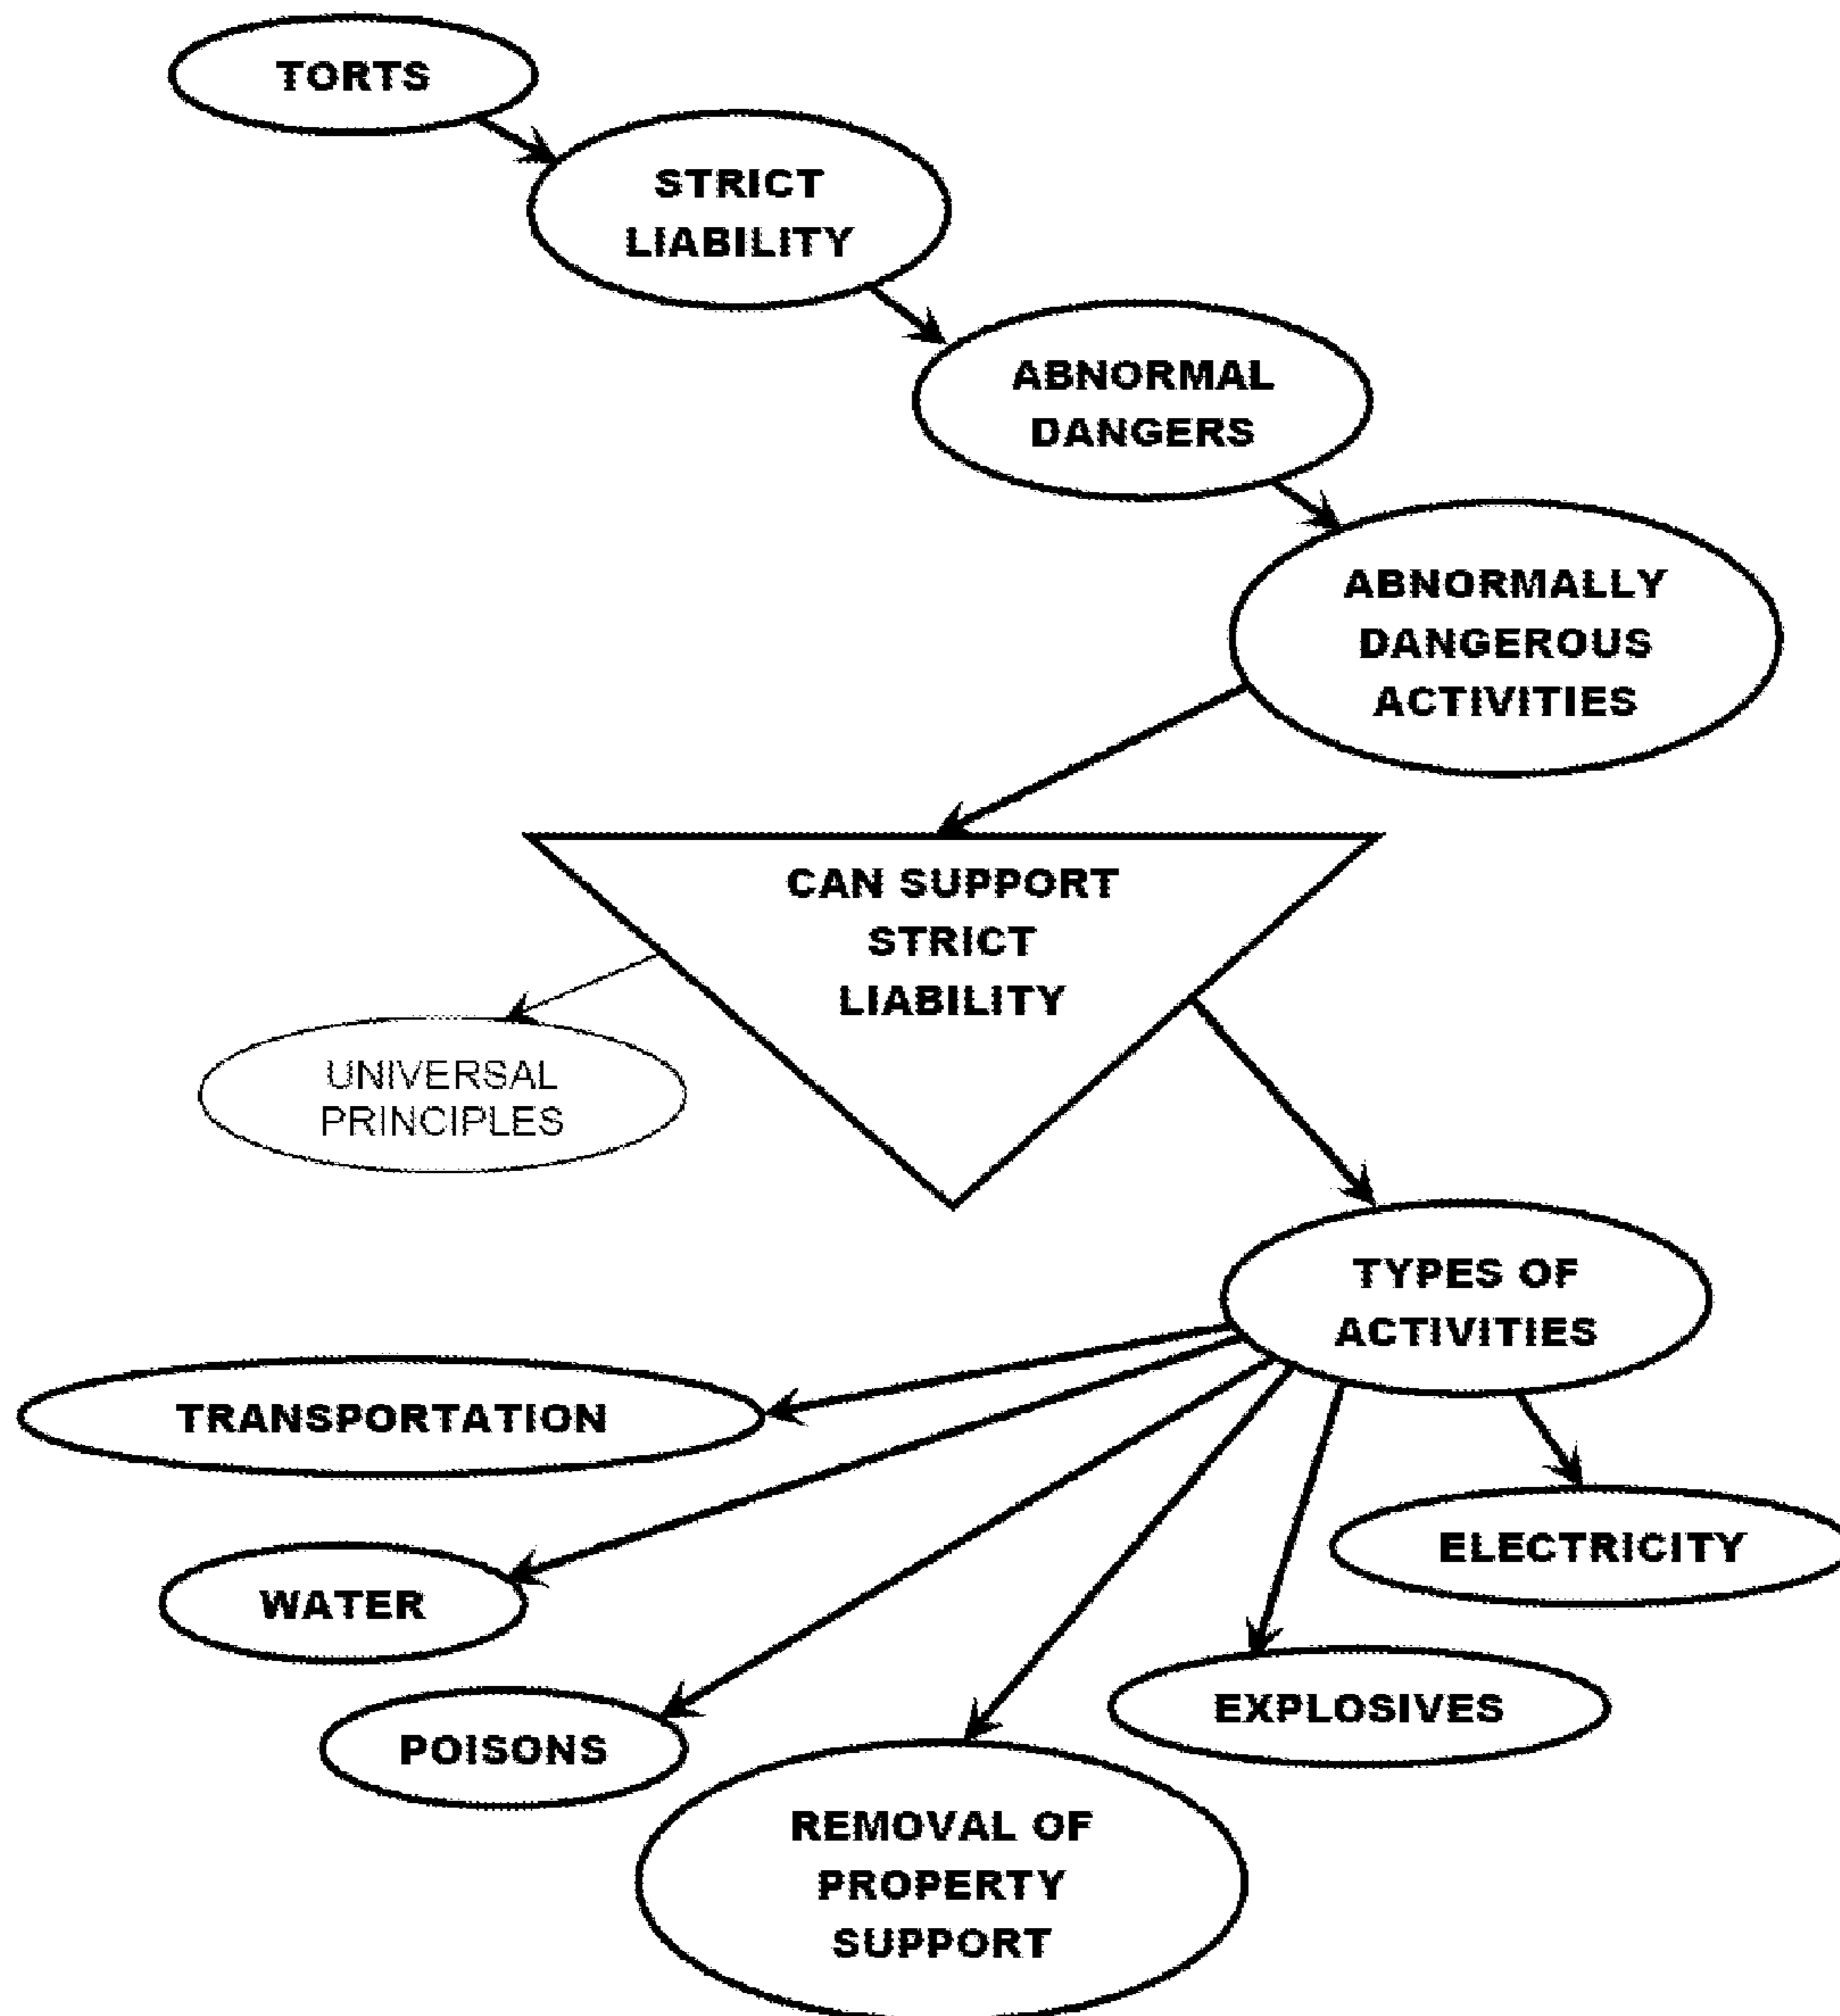 TORTS
STRICT
LIABILITY
ABNORMAL
DANGERS
ABNORMALLY
DANGEROUS
ACTIVITIES
CAN SUPPORT
STRICT
LIABILITY
UNIVERSAL
PRINCIPLES
TYPES OF
ACTIVITIES
TRANSPORTATION
ELECTRICITY
WATER
EXPLOSIVES
POISONS
REMOVAL OF
PROPERTY
SUPPORT